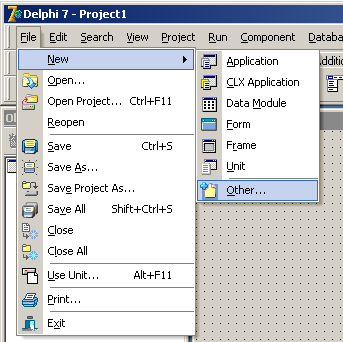 7 Delphi 7 - Project1
File Edit Search View Project Run Component
New
Open...
Open Project... Ctrl+F11
Reopen
Save Ctrl+S
Save As...
Save Project As...
Save All Shift+Ctrl+S
Close
Close All
Use Unit... Alt+F11
Print...
Exit
Application
CLX Application
Data Module
Form
Frame
Unit
Other...